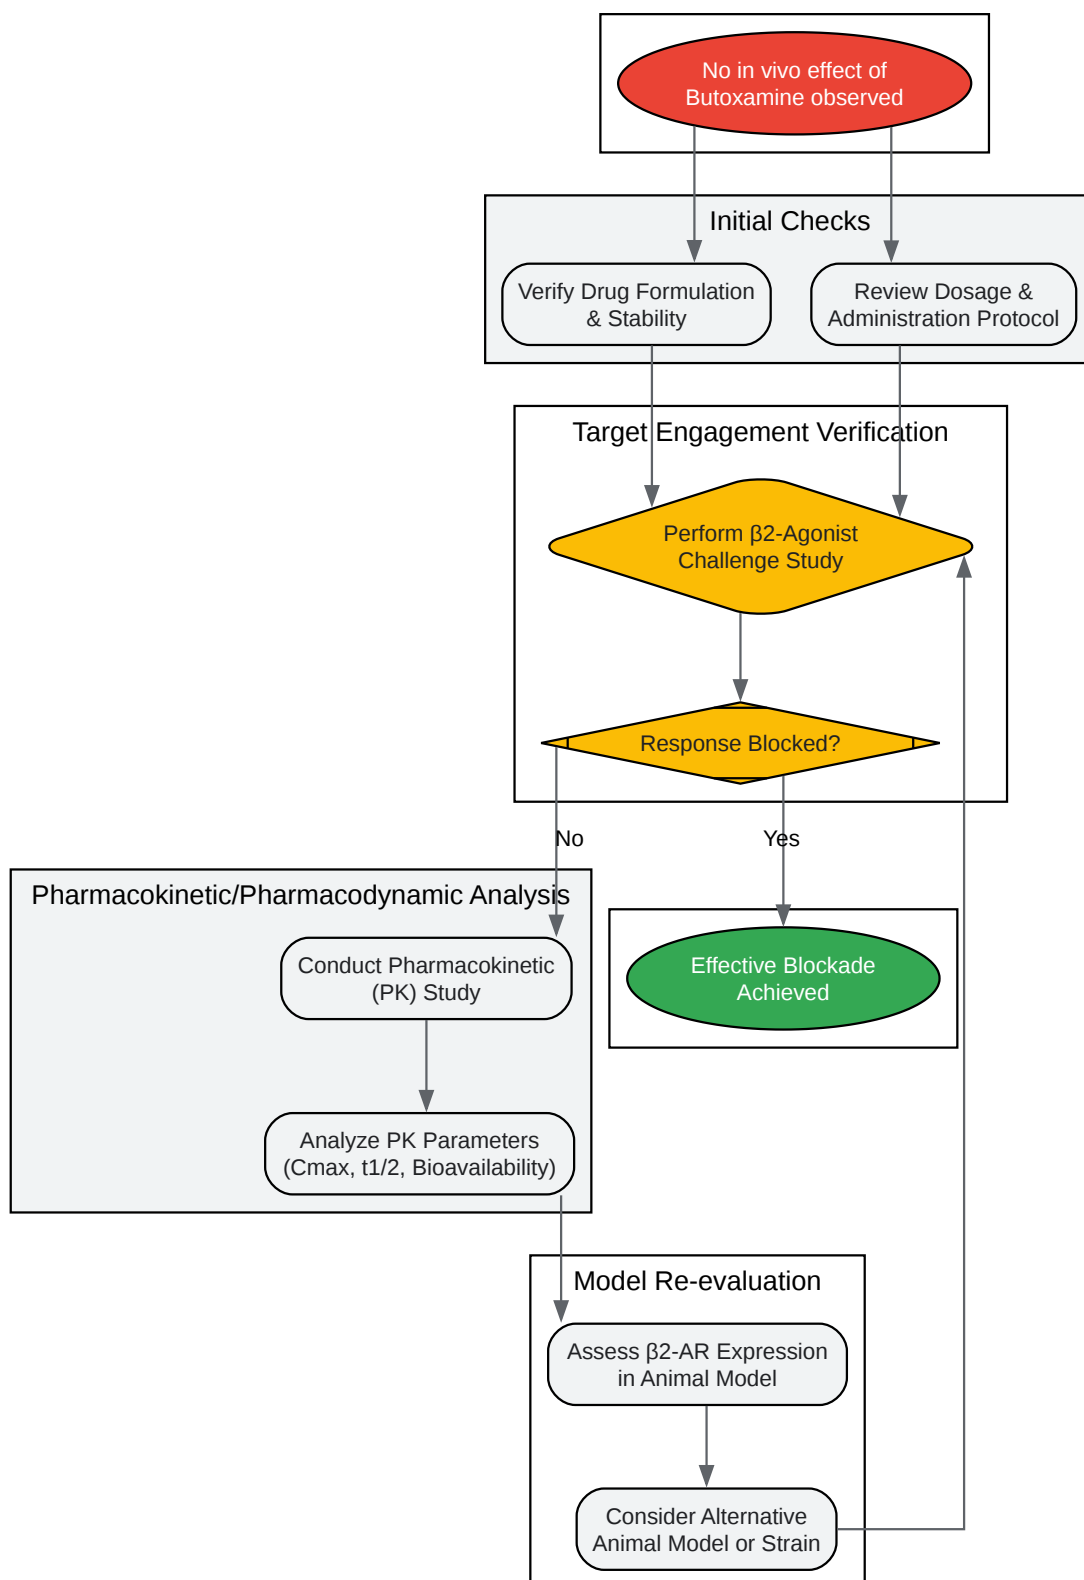 No in vivo effect of
Butoxamine observed
Initial Checks
Verify Drug Formulation
& Stability
Review Dosage &
Administration Protocol
Target Engagement Verification
Perform β2-Agonist
Challenge Study
Response Blocked?
No
Yes
Pharmacokinetic/Pharmacodynamic Analysis
Conduct Pharmacokinetic
(PK) Study
Effective Blockade
Achieved
Analyze PK Parameters
(Cmax, t1/2, Bioavailability)
Model Re-evaluation
Assess β2-AR Expression
in Animal Model
Consider Alternative
Animal Model or Strain